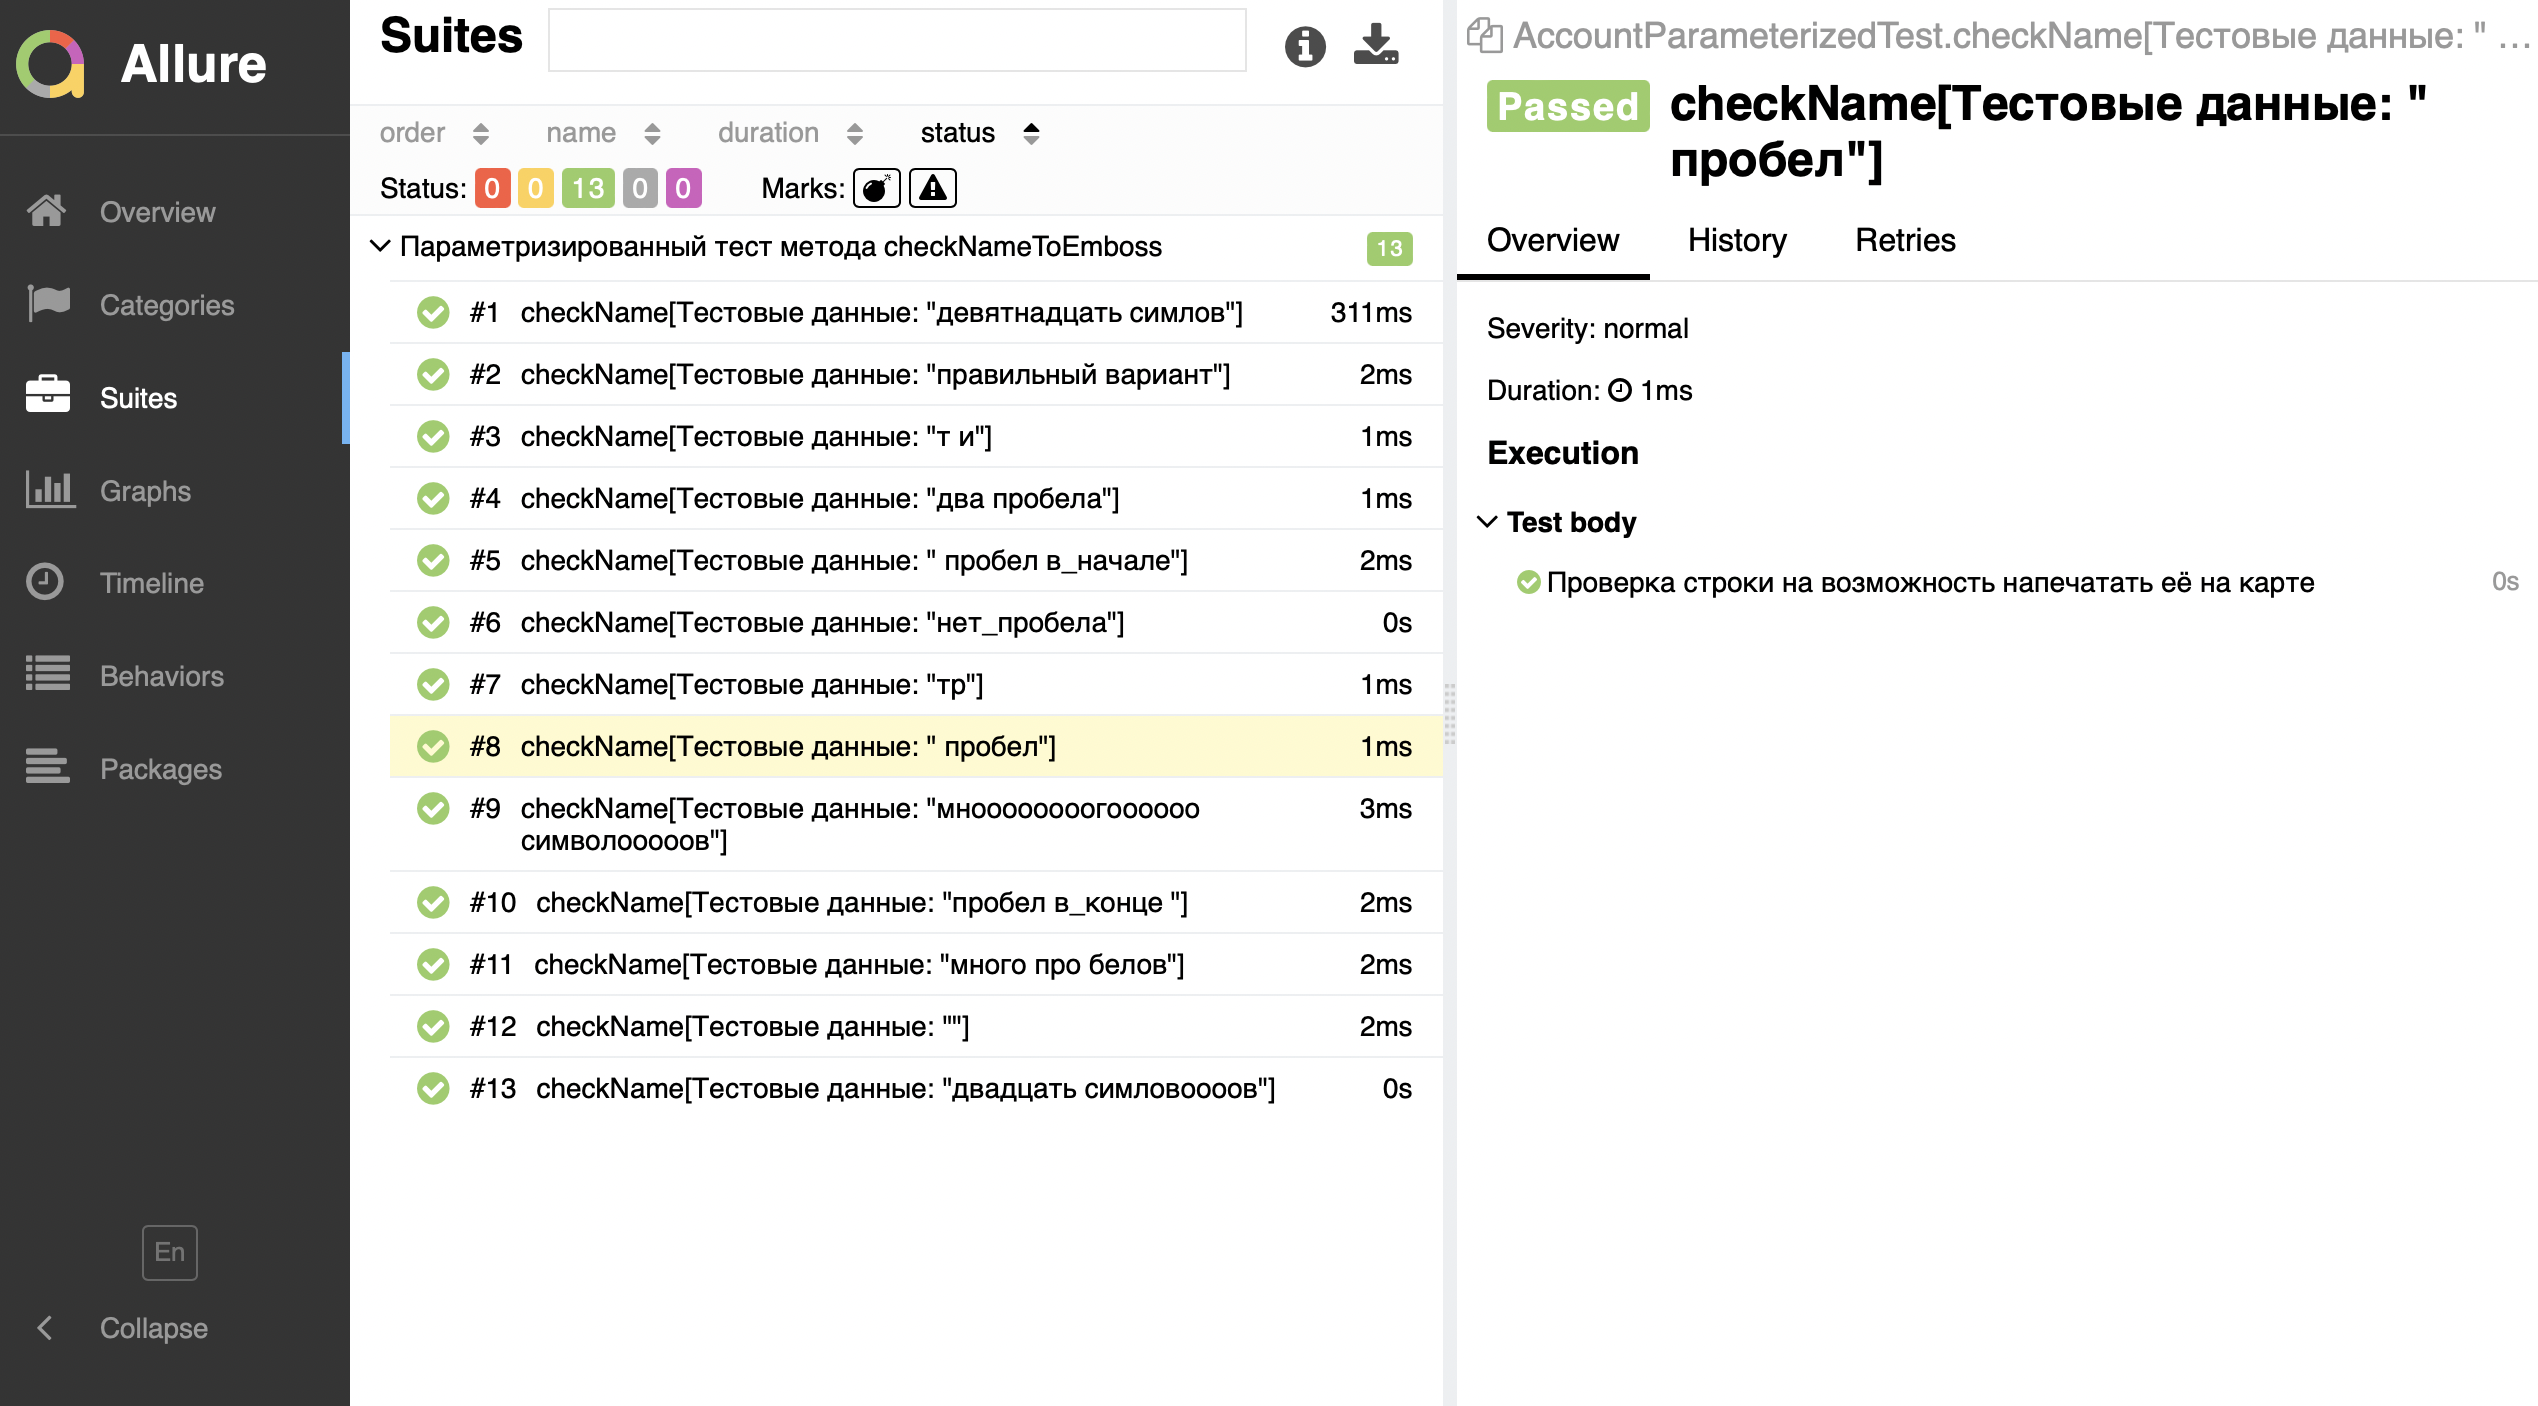 Allure
Overview
Categories
Suites
Graphs
Timeline
Behaviors
Packages
En
Collapse
Suites
order name duration status
Status: 0 0 13 0 0 Marks:
Параметризированный тест метода checkNameToEmboss 13
#1 checkName[Тестовые данные: "девятнадцать симлов"] 311ms
#2 checkName[Тестовые данные: "правильный вариант"] 2ms
#3 checkName[Тестовые данные: "т и"] 1ms
#4 checkName[Тестовые данные: "два пробела"] 1ms
#5 checkName[Тестовые данные: " пробел в_начале"] 2ms
#6 checkName[Тестовые данные: "нет_пробела"] 0s
#7 checkName[Тестовые данные: "тр"] 1ms
#8 checkName[Тестовые данные: " пробел"] 1ms
#9 checkName[Тестовые данные: "мноооооооогоооооо 3ms
символооооов"]
#10 checkName[Тестовые данные: "пробел в_конце "] 2ms
#11 checkName[Тестовые данные: "много про белов"] 2ms
#12 checkName[Тестовые данные: ""] 2ms
#13 checkName[Тестовые данные: "двадцать симловоооов"] 0s
AccountParameterizedTest.checkName[Тестовые данные: " ...
Passed checkName[Тестовые данные: "
пробел"]
Overview History Retries
Severity: normal
Duration: 1ms
Execution
Test body
Проверка строки на возможность напечатать её на карте 0s